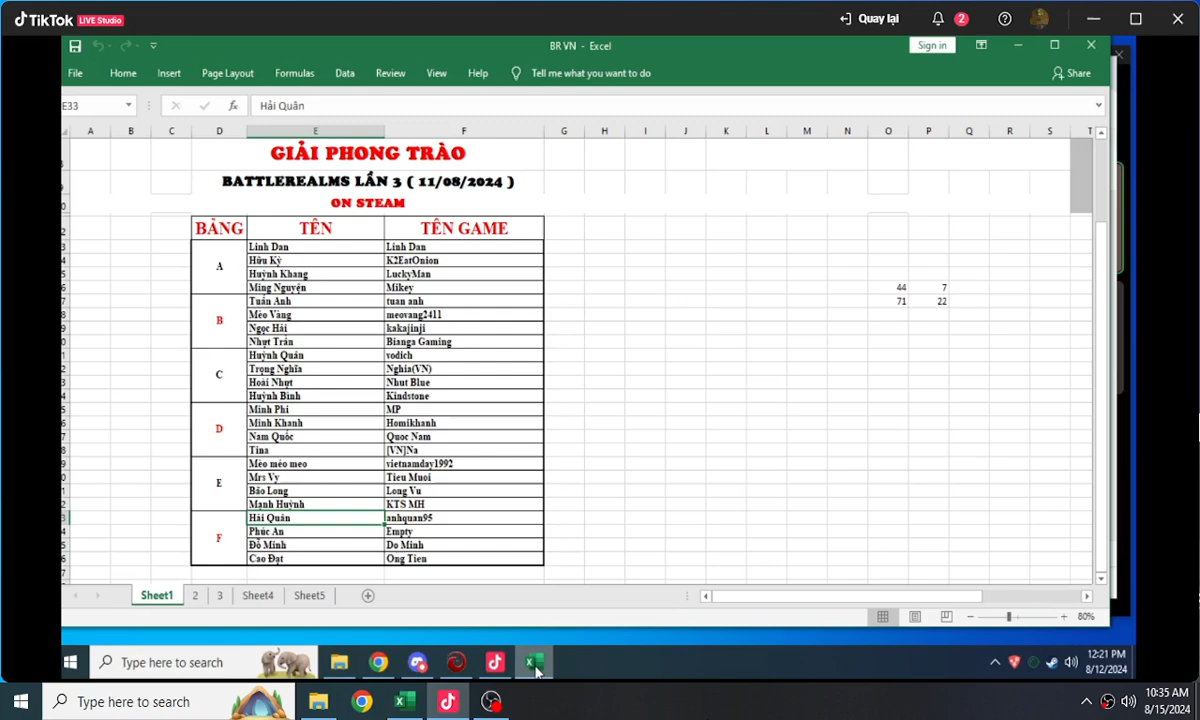 TikTok LIVE Studio Quay lại 2
BR VN - Excel Sign in
File Home Insert Page Layout Formulas Data Review View Help Tell me what you want to do Share
E33 fx Hải Quân
A B C D E F G H I J K L M N O P Q R S T
GIẢI PHONG TRÀO
BATTLEREALMS LẦN 3 ( 11/08/2024 )
ON STEAM
BẢNG TÊN TÊN GAME
Linh Dan Linh Dan
Hữu Kỳ K2EatOnion
A
Huỳnh Khang LuckyMan
Ming Nguyện Mikey 44 7
Tuấn Anh tuan anh 71 22
Mèo Vàng meovang2411
B
Ngọc Hải kakajinji
Nhựt Trần Bianga Gaming
Huỳnh Quân vodich
Trọng Nghĩa Nghia(VN)
C
Hoài Nhựt Nhut Blue
Huỳnh Bình Kindstone
Minh Phi MP
Minh Khanh Homikhanh
D
Nam Quốc Quoc Nam
Tina [VN]Na
Mèo méo meo vietnamday1992
Mrs Vy Tieu Muoi
E
Bảo Long Long Vu
Mạnh Huỳnh KTS MH
Hải Quân anhquan95
Phúc An Empty
F
Đỗ Minh Do Minh
Cao Đạt Ong Tien
Sheet1 2 3 Sheet4 Sheet5
80%
Type here to search 12:21 PM
8/12/2024
Type here to search 10:35 AM
8/15/2024